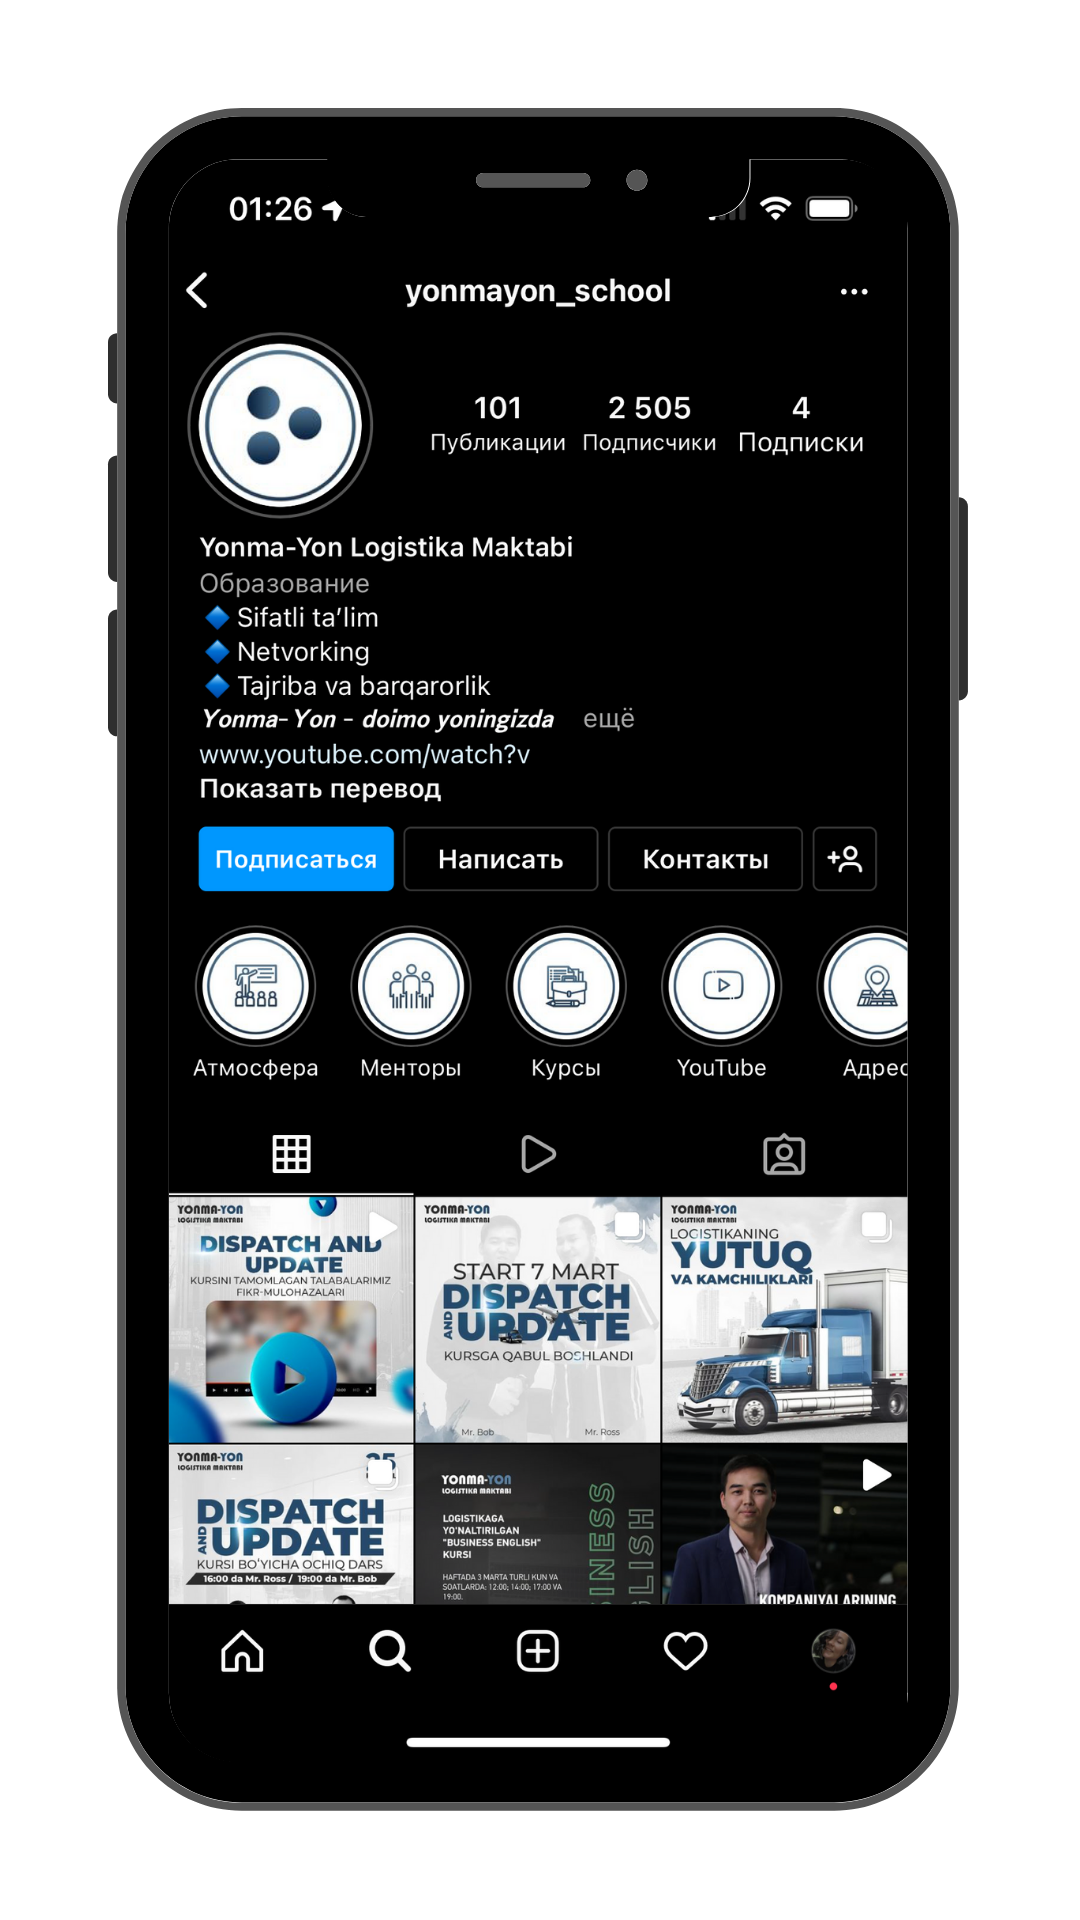 01:26
yonmayon_school
101
Публикации
2 505
Подписчики
4
Подписки
Yonma-Yon Logistika Maktabi
Образование
🔹 Sifatli ta’lim
🔹 Netvorking
🔹 Tajriba va barqarorlik
Yonma-Yon - doimo yoningizda ещё
www.youtube.com/watch?v
Показать перевод
Подписаться
Написать
Контакты
Атмосфера
Менторы
Курсы
YouTube
Адрес
YONMA-YON
LOGISTIKA MAKTABI
DISPATCH AND
UPDATE
KURSINI TAMOMLAGAN TALABALARIMIZ
FIKR-MULOHAZALARI
YONMA-YON
LOGISTIKA MAKTABI
START 7 MART
DISPATCH
AND UPDATE
KURSGA QABUL BOSHLANDI
Mr. Bob
Mr. Ross
YONMA-YON
LOGISTIKA MAKTABI
LOGISTIKANING
YUTUQ
VA KAMCHILIKLARI
YONMA-YON
LOGISTIKA MAKTABI
25
DISPATCH
AND UPDATE
KURSI BO'YICHA OCHIQ DARS
16:00 da Mr. Ross / 19:00 da Mr. Bob
YONMA-YON
LOGISTIKA MAKTABI
LOGISTIKAGA
YO'NALTIRILGAN
"BUSINESS ENGLISH"
KURSI
HAFTADA 3 MARTA TURLI KUN VA
SOATLARDA; 12:00; 14:00; 17:00 VA
19:00.
INESS
GLISH
KOMPANIYALARINING